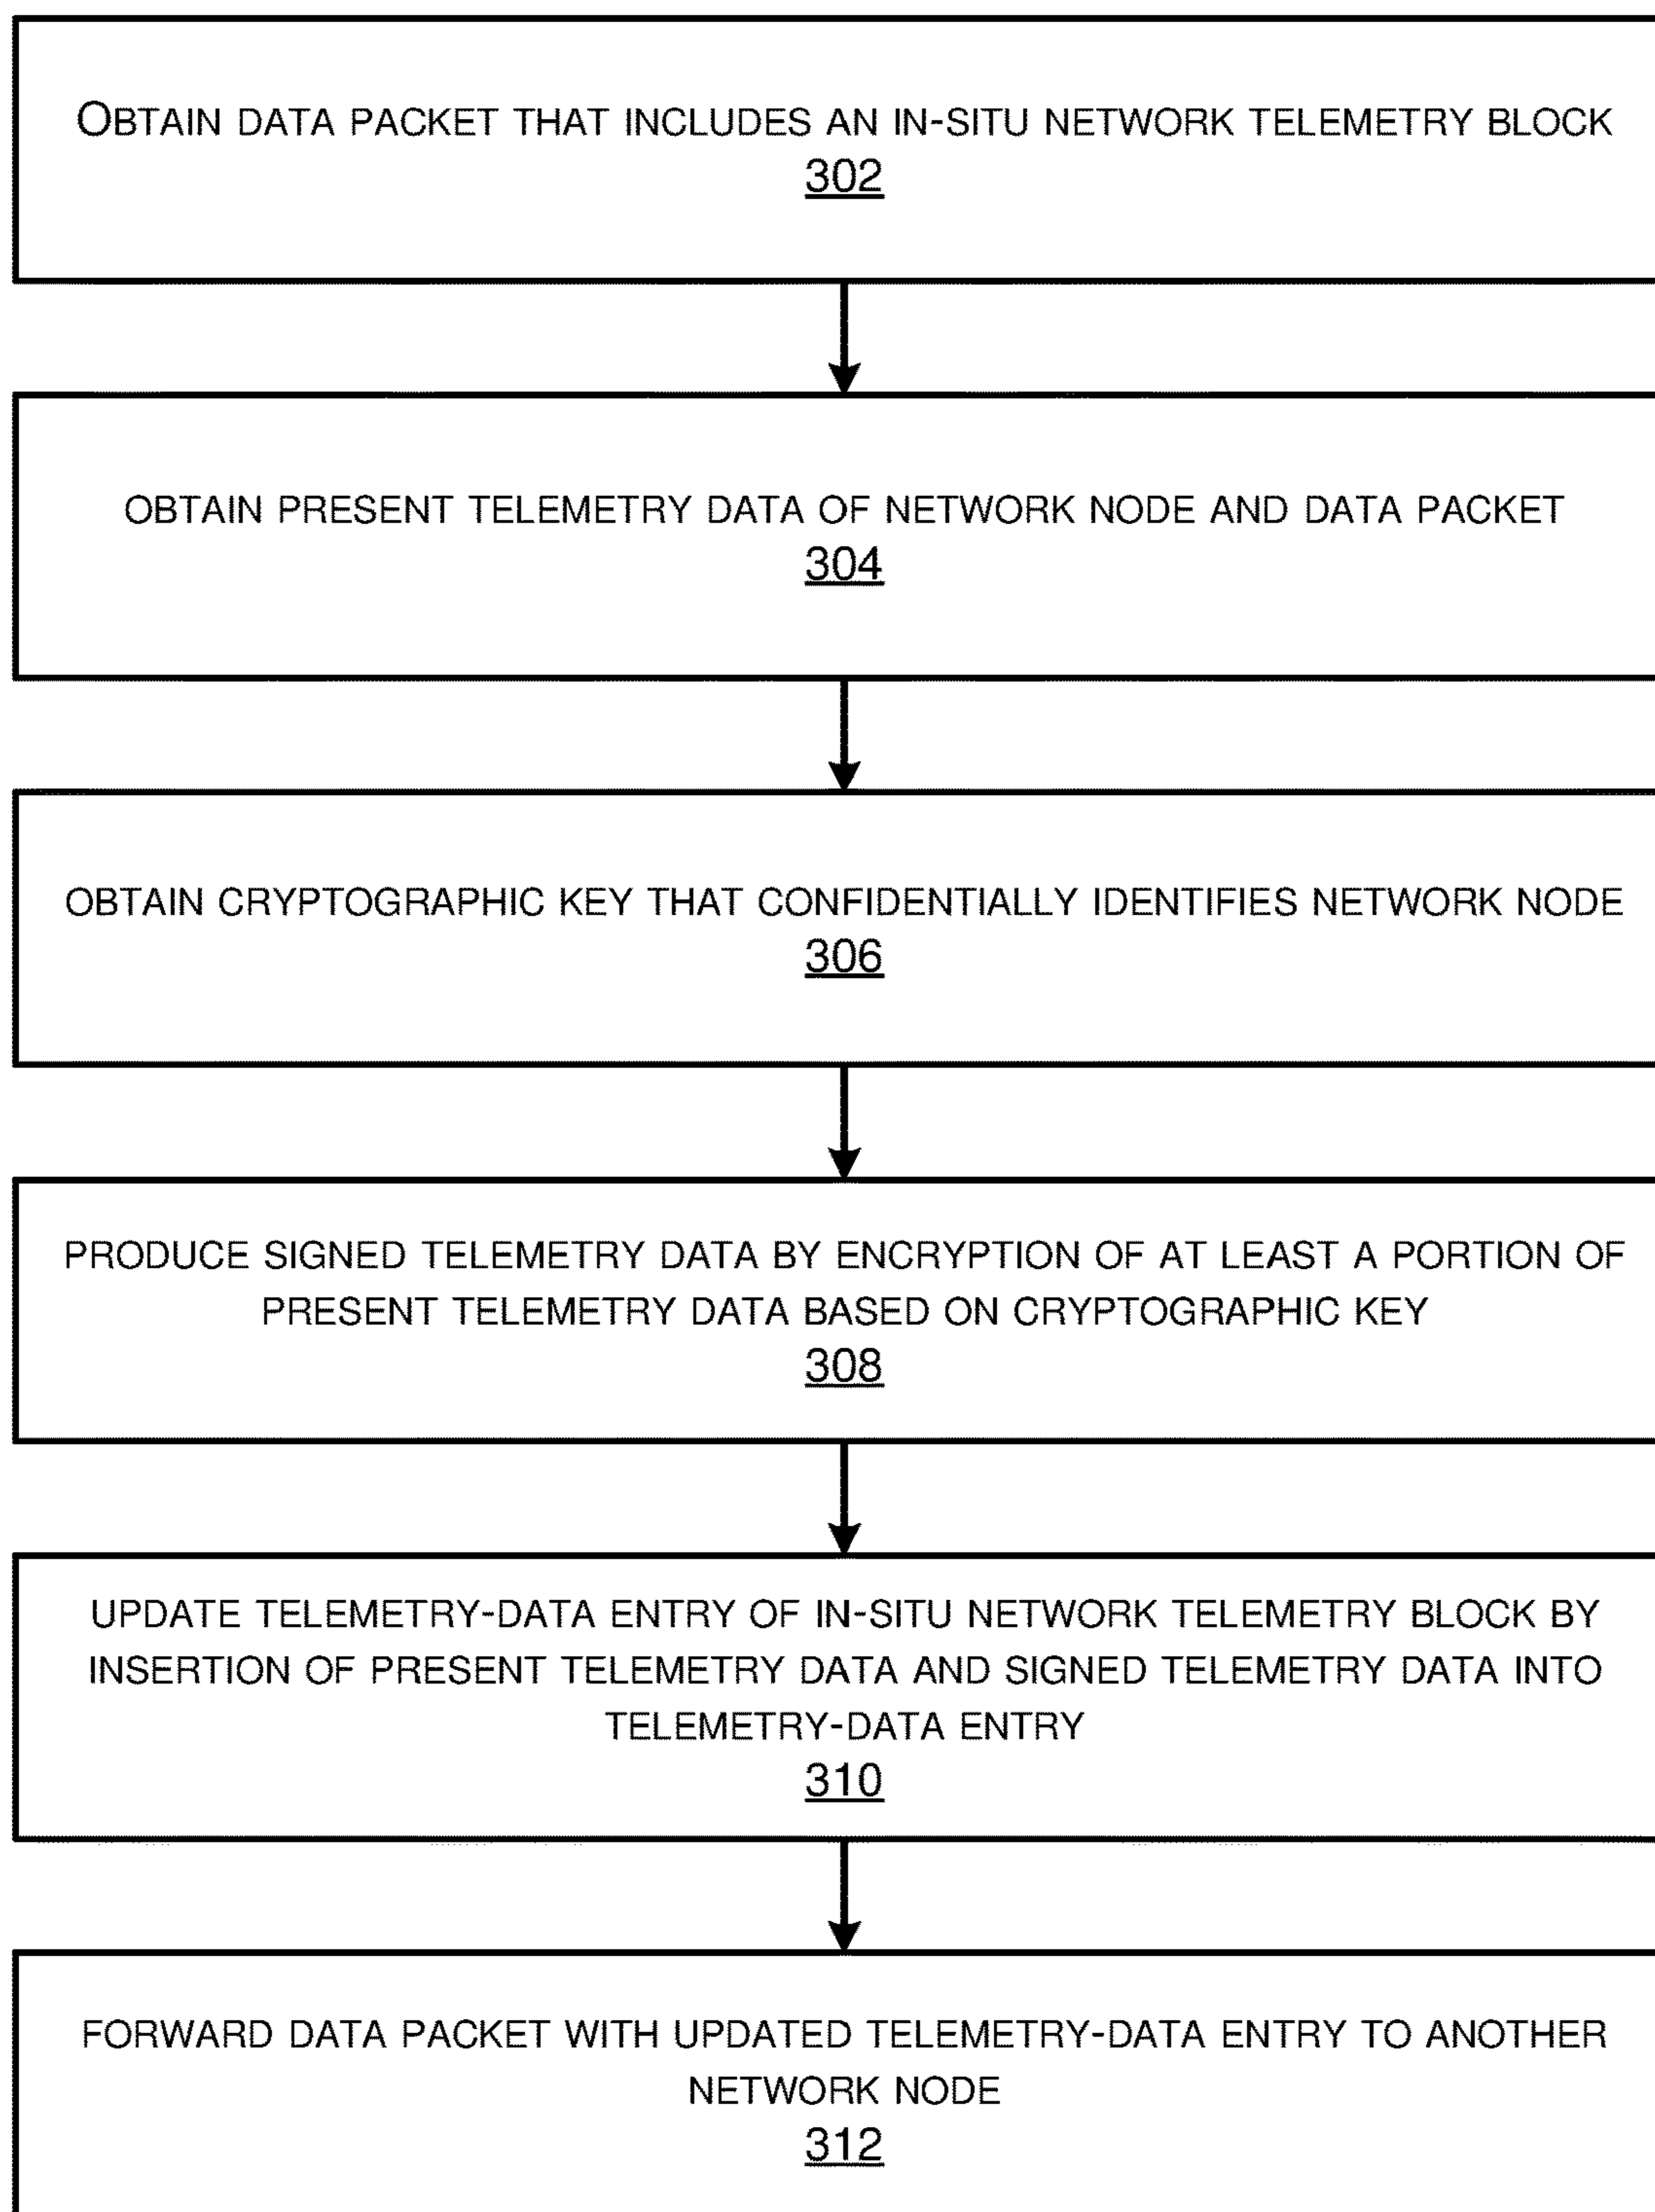 OBTAIN DATA PACKET THAT INCLUDES AN IN-SITU NETWORK TELEMETRY BLOCK
302
OBTAIN PRESENT TELEMETRY DATA OF NETWORK NODE AND DATA PACKET
304
OBTAIN CRYPTOGRAPHIC KEY THAT CONFIDENTIALLY IDENTIFIES NETWORK NODE
306
PRODUCE SIGNED TELEMETRY DATA BY ENCRYPTION OF AT LEAST A PORTION OF
PRESENT TELEMETRY DATA BASED ON CRYPTOGRAPHIC KEY
308
UPDATE TELEMETRY-DATA ENTRY OF IN-SITU NETWORK TELEMETRY BLOCK BY
INSERTION OF PRESENT TELEMETRY DATA AND SIGNED TELEMETRY DATA INTO
TELEMETRY-DATA ENTRY
310
FORWARD DATA PACKET WITH UPDATED TELEMETRY-DATA ENTRY TO ANOTHER
NETWORK NODE
312